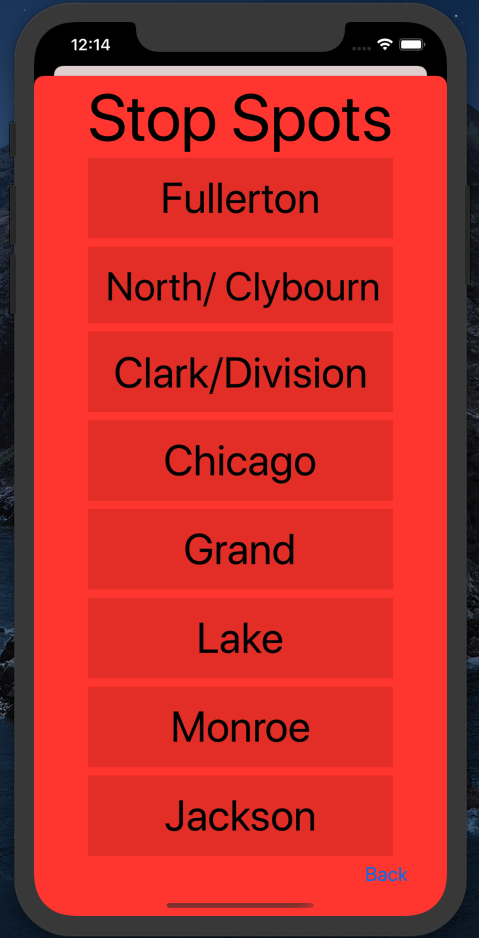 12:14
Stop Spots
Fullerton
North/ Clybourn
Clark/Division
Chicago
Grand
Lake
Monroe
Jackson
Back